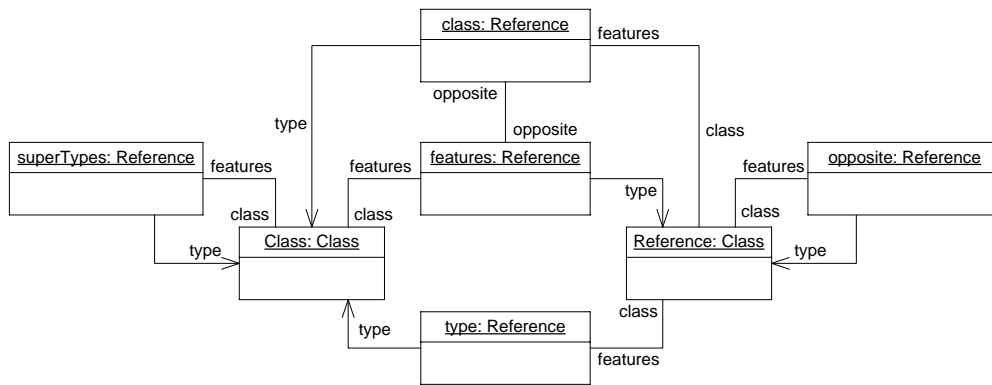 class: Reference
features
opposite
type
opposite
class
superTypes: Reference
features: Reference
opposite: Reference
features
features
features
type
class
class
class
Class: Class
Reference: Class
type
type
class
type: Reference
type
features